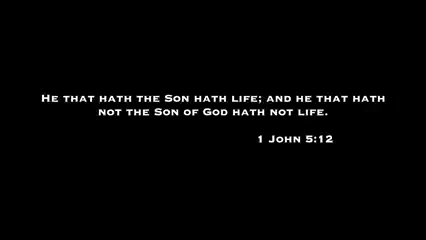 He that hath the Son hath life; and he that hath
not the Son of God hath not life.
1 John 5:12